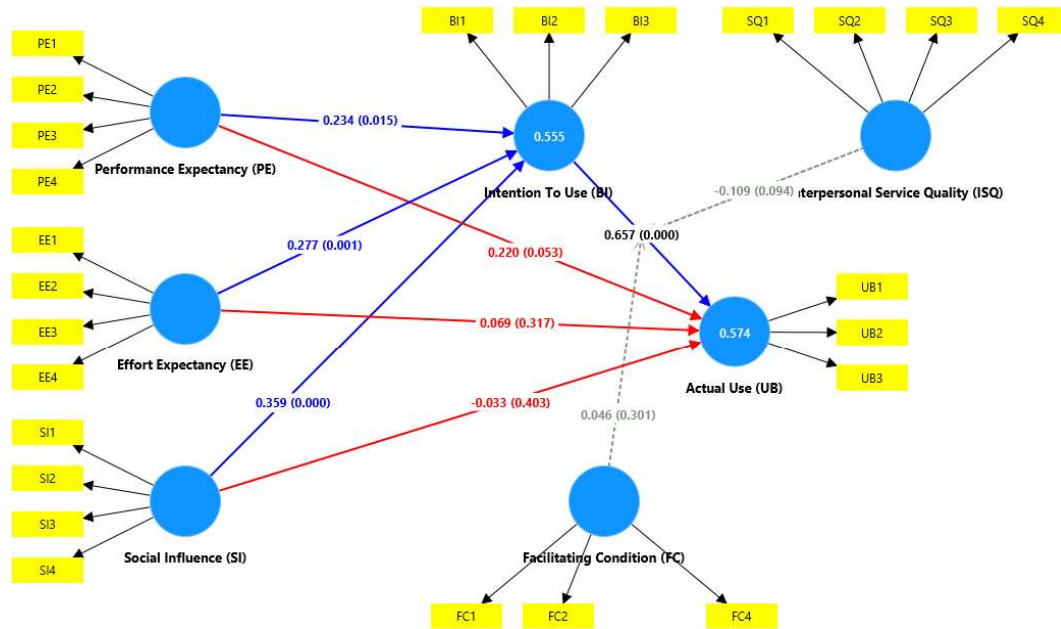 BI1
BI2
BI3
SQ1
SQ2
SQ3
SQ4
PE1
PE2
PE3
PE4
0.234 (0.015)
0.555
Performance Expectancy (PE)
Intention To Use (BI)
-0.109 (0.094)
nterpersonal Service Quality (ISQ)
0.657 (0.000)
EE1
EE2
EE3
EE4
0.277 (0.001)
0.220 (0.053)
UB1
UB2
UB3
0.069 (0.317)
0.574
Effort Expectancy (EE)
Actual Use (UB)
0.359 (0.000)
-0.033 (0.403)
0.046 (0.301)
SI1
SI2
SI3
SI4
Social Influence (SI)
Facilitating Condition (FC)
FC1
FC2
FC4